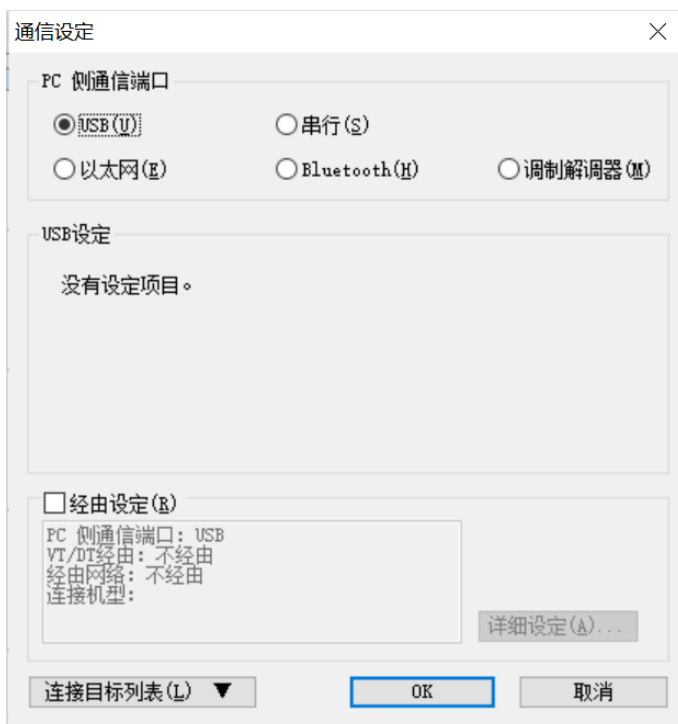 通信设定
PC 侧通信端口
USB(U) 串行(S)
以太网(E) Bluetooth(H) 调制解调器(M)
USB设定
没有设定项目。
经由设定(R)
PC 侧通信端口: USB
VT/DT经由: 不经由
经由网络: 不经由
连接机型:
详细设定(A)...
连接目标列表(L) ▼ OK 取消